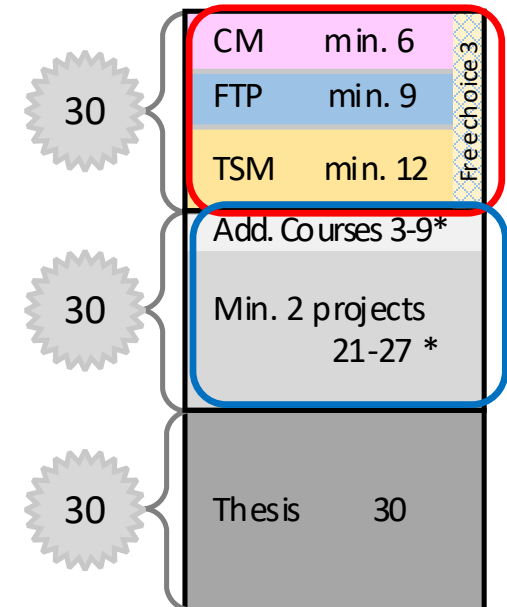 30
CM min. 6
FTP min. 9
TSM min. 12
Freechoice 3
30
Add. Courses 3-9*
Min. 2 projects
21-27 *
30
Thesis 30